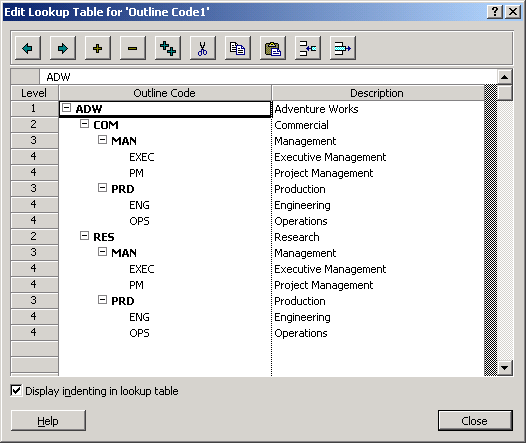 Edit Lookup Table for 'Outline Code1'
ADW
Level Outline Code Description
1 ADW Adventure Works
2 COM Commercial
3 MAN Management
4 EXEC Executive Management
4 PM Project Management
3 PRD Production
4 ENG Engineering
4 OPS Operations
2 RES Research
3 MAN Management
4 EXEC Executive Management
4 PM Project Management
3 PRD Production
4 ENG Engineering
4 OPS Operations
Display indenting in lookup table
Help Close